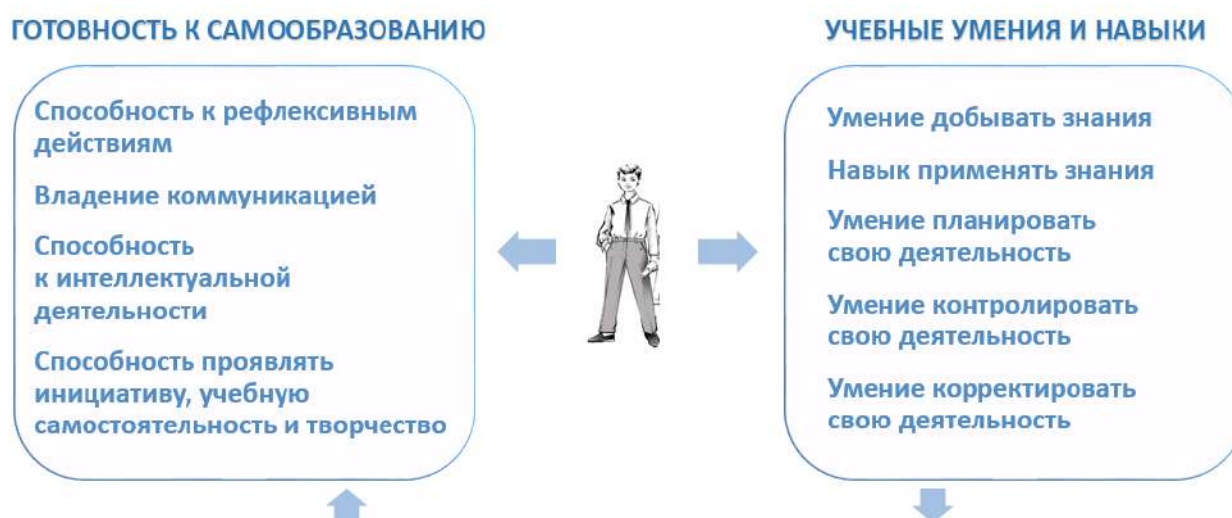 ГОТОВНОСТЬ К САМООБРАЗОВАНИЮ
Способность к рефлексивным
действиям
Владение коммуникацией
Способность
к интеллектуальной
деятельности
Способность проявлять
инициативу, учебную
самостоятельность и творчество
УЧЕБНЫЕ УМЕНИЯ И НАВЫКИ
Умение добывать знания
Навык применять знания
Умение планировать
свою деятельность
Умение контролировать
свою деятельность
Умение корректировать
свою деятельность